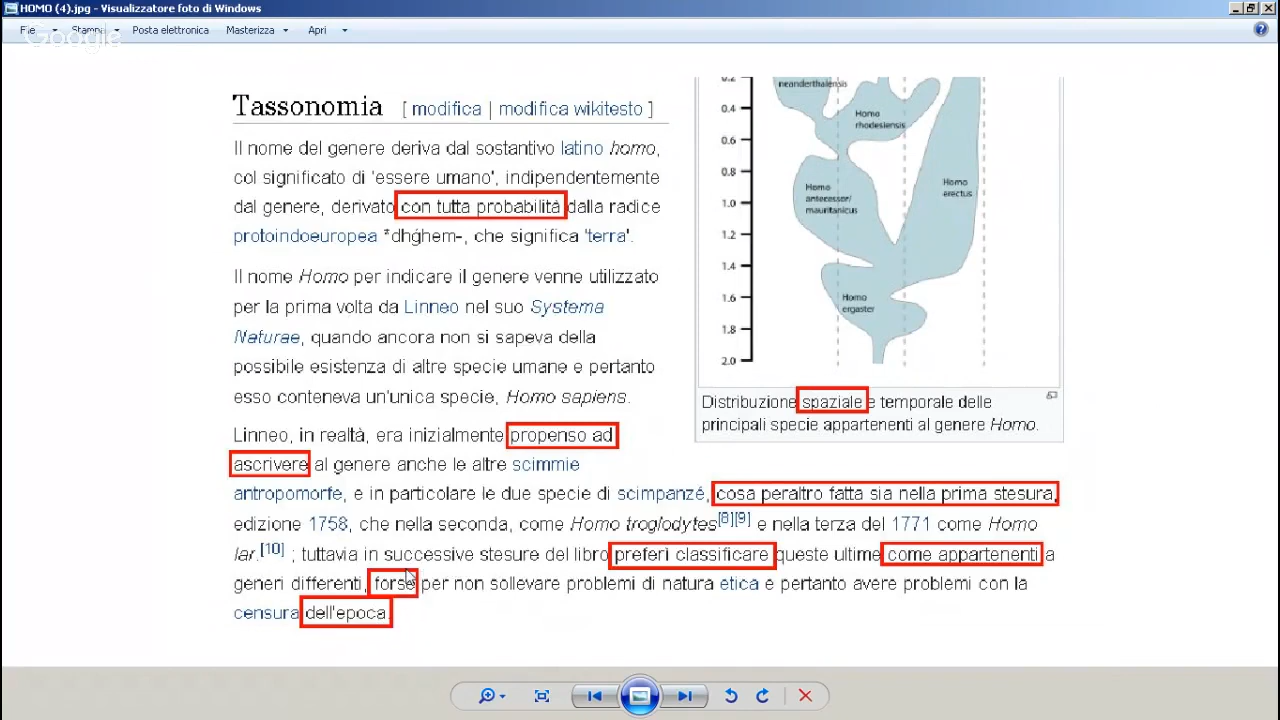 HOMO (4).jpg - Visualizzatore foto di Windows
File Stampa Posta elettronica Masterizza Apri
Google
Tassonomia [ modifica | modifica wikitesto ]
Il nome del genere deriva dal sostantivo latino homo,
col significato di 'essere umano', indipendentemente
dal genere, derivato con tutta probabilità dalla radice
protoindoeuropea *dhǵhem-, che significa 'terra'.
Il nome Homo per indicare il genere venne utilizzato
per la prima volta da Linneo nel suo Systema
Naturae, quando ancora non si sapeva della
possibile esistenza di altre specie umane e pertanto
esso conteneva un'unica specie, Homo sapiens.
Linneo, in realtà, era inizialmente propenso ad
ascrivere al genere anche le altre scimmie
antropomorfe, e in particolare le due specie di scimpanzé, cosa peraltro fatta sia nella prima stesura,
edizione 1758, che nella seconda, come Homo troglodytes[8][9] e nella terza del 1771 come Homo
lar.[10] ; tuttavia in successive stesure del libro preferì classificare queste ultime come appartenenti a
generi differenti, forse per non sollevare problemi di natura etica e pertanto avere problemi con la
censura dell'epoca.
0.2
neanderthalensis
0.4
Homo
rhodesiensis
0.6
0.8
Homo
antecessor/
mauritanicus
Homo
erectus
1.0
1.2
1.4
1.6
Homo
ergaster
1.8
2.0
Distribuzione spaziale e temporale delle
principali specie appartenenti al genere Homo.